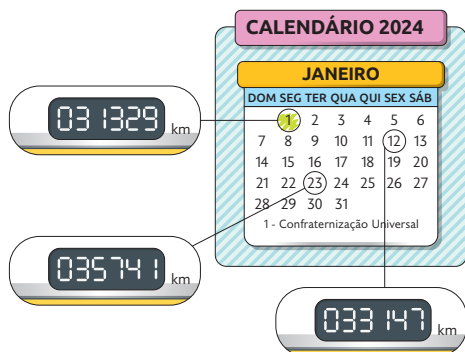 CALENDÁRIO 2024
JANEIRO
DOM SEG TER QUA QUI SEX SÁB
1 2 3 4 5 6
7 8 9 10 11 12 13
14 15 16 17 18 19 20
21 22 23 24 25 26 27
28 29 30 31
1 - Confraternização Universal
031329 km
035741 km
033147 km